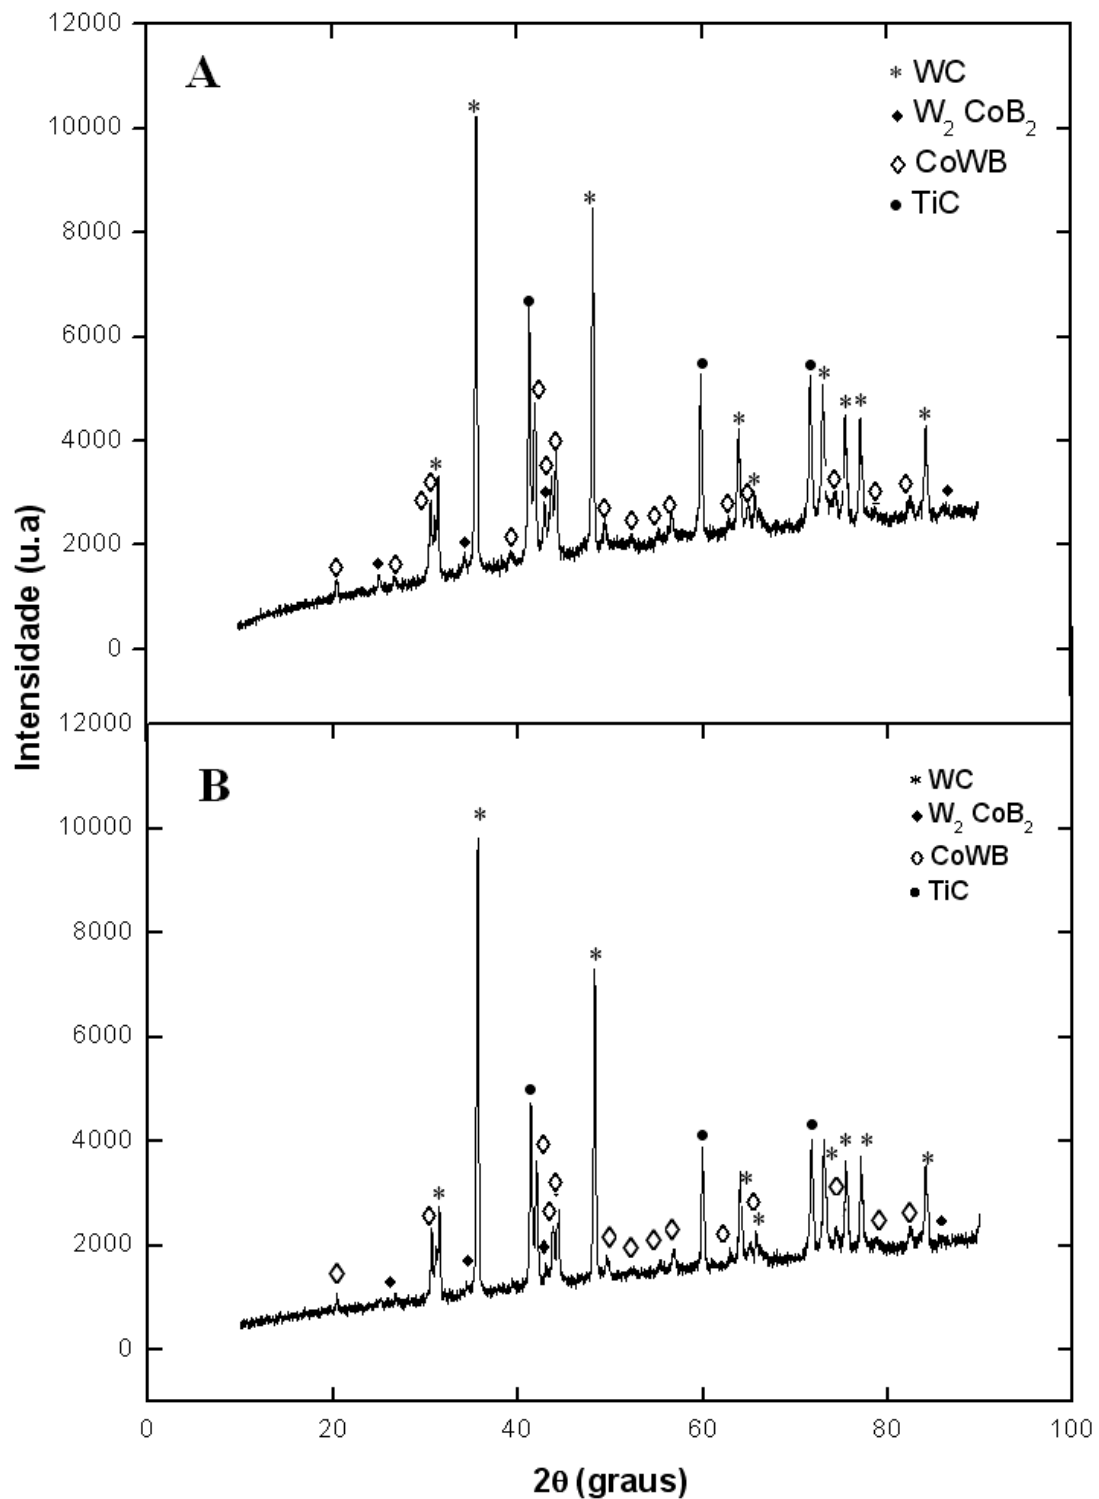 12000
10000
8000
6000
4000
2000
0
A
* WC
◆ W2 CoB2
◇ CoWB
● TiC
Intensidade (u.a)
12000
10000
8000
6000
4000
2000
0
B
* WC
◆ W2 CoB2
◇ CoWB
● TiC
0 20 40 60 80 100
2θ (graus)